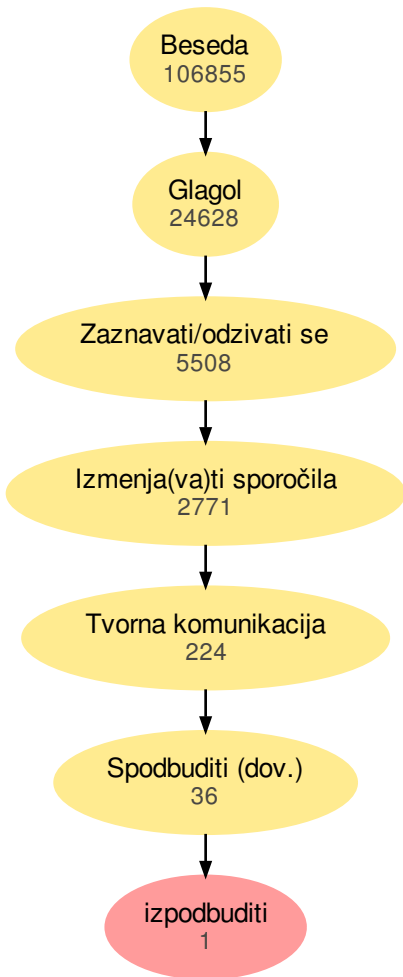 Beseda
106855
Glagol
24628
Zaznavati/odzivati se
5508
Izmenja(va)ti sporočila
2771
Tvorna komunikacija
224
Spodbuditi (dov.)
36
izpodbuditi
1